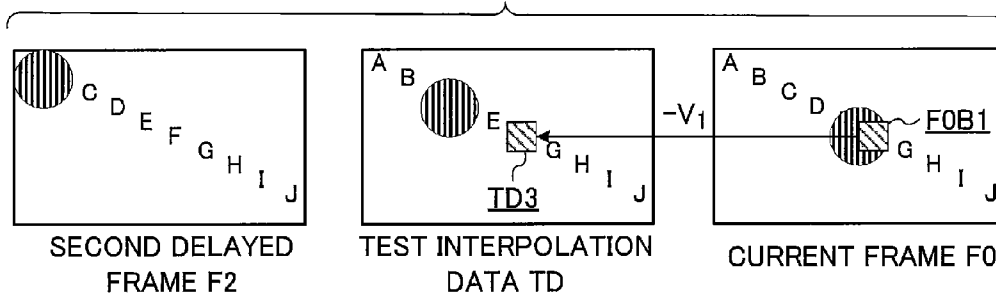 C D E F G H I J
A B E G H I J
TD3
-V1
A B C D G H I J
F0B1
SECOND DELAYED
FRAME F2
TEST INTERPOLATION
DATA TD
CURRENT FRAME F0